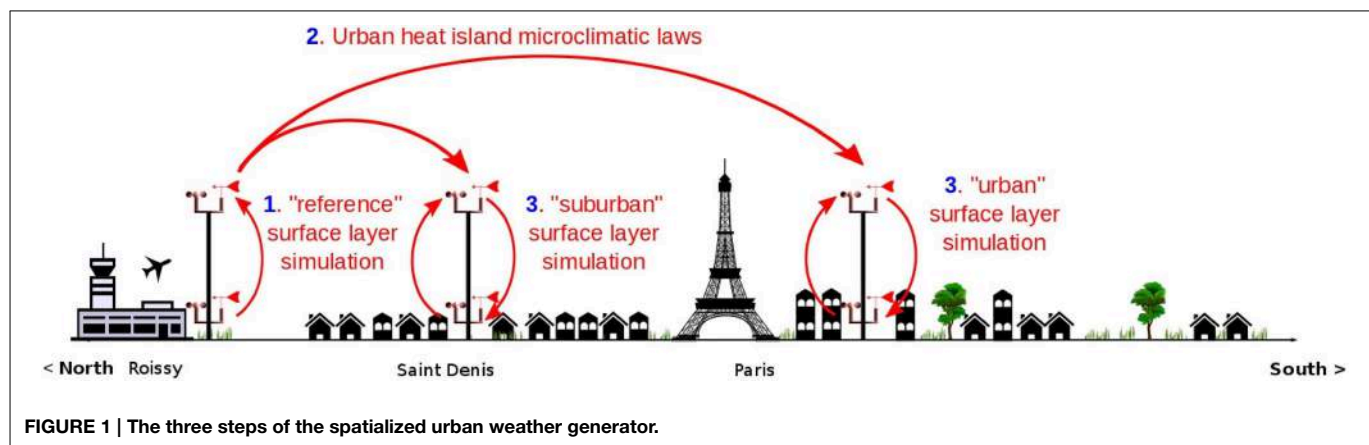 2. Urban heat island microclimatic laws
1. "reference"
surface layer
simulation
3. "suburban"
surface layer
simulation
3. "urban"
surface layer
simulation
< North Roissy
Saint Denis
Paris
South >
FIGURE 1 | The three steps of the spatialized urban weather generator.